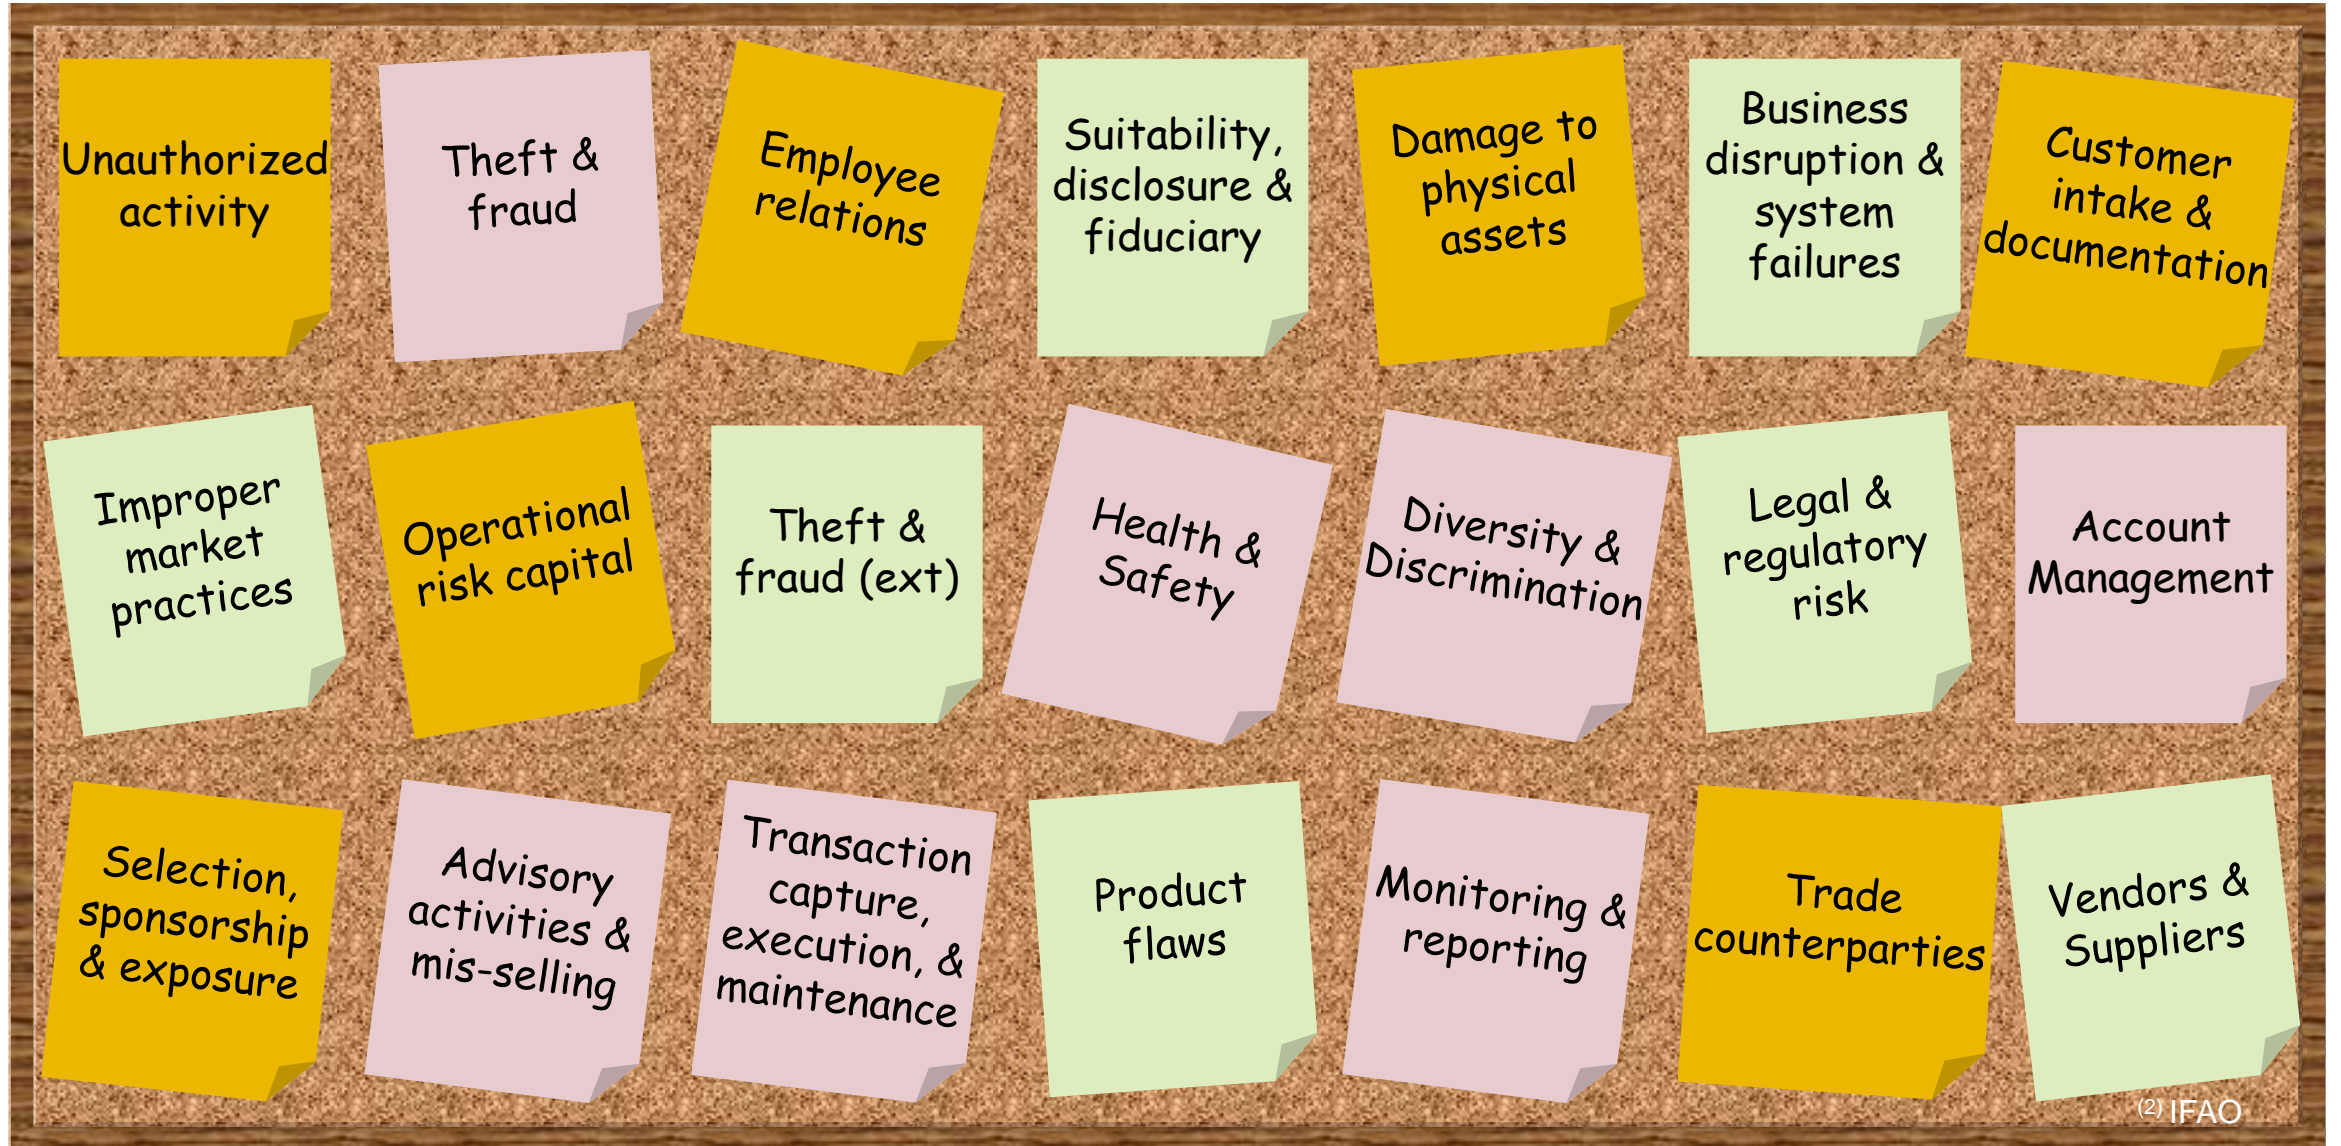 Unauthorized
activity
Theft &
fraud
Employee
relations
Suitability,
disclosure &
fiduciary
Damage to
physical
assets
Business
disruption &
system
failures
Customer
intake &
documentation
Improper
market
practices
Operational
risk capital
Theft &
fraud (ext)
Health &
Safety
Diversity &
Discrimination
Legal &
regulatory
risk
Account
Management
Selection,
sponsorship
& exposure
Advisory
activities &
mis-selling
Transaction
capture,
execution, &
maintenance
Product
flaws
Monitoring &
reporting
Trade
counterparties
Vendors &
Suppliers
(2) IFAO